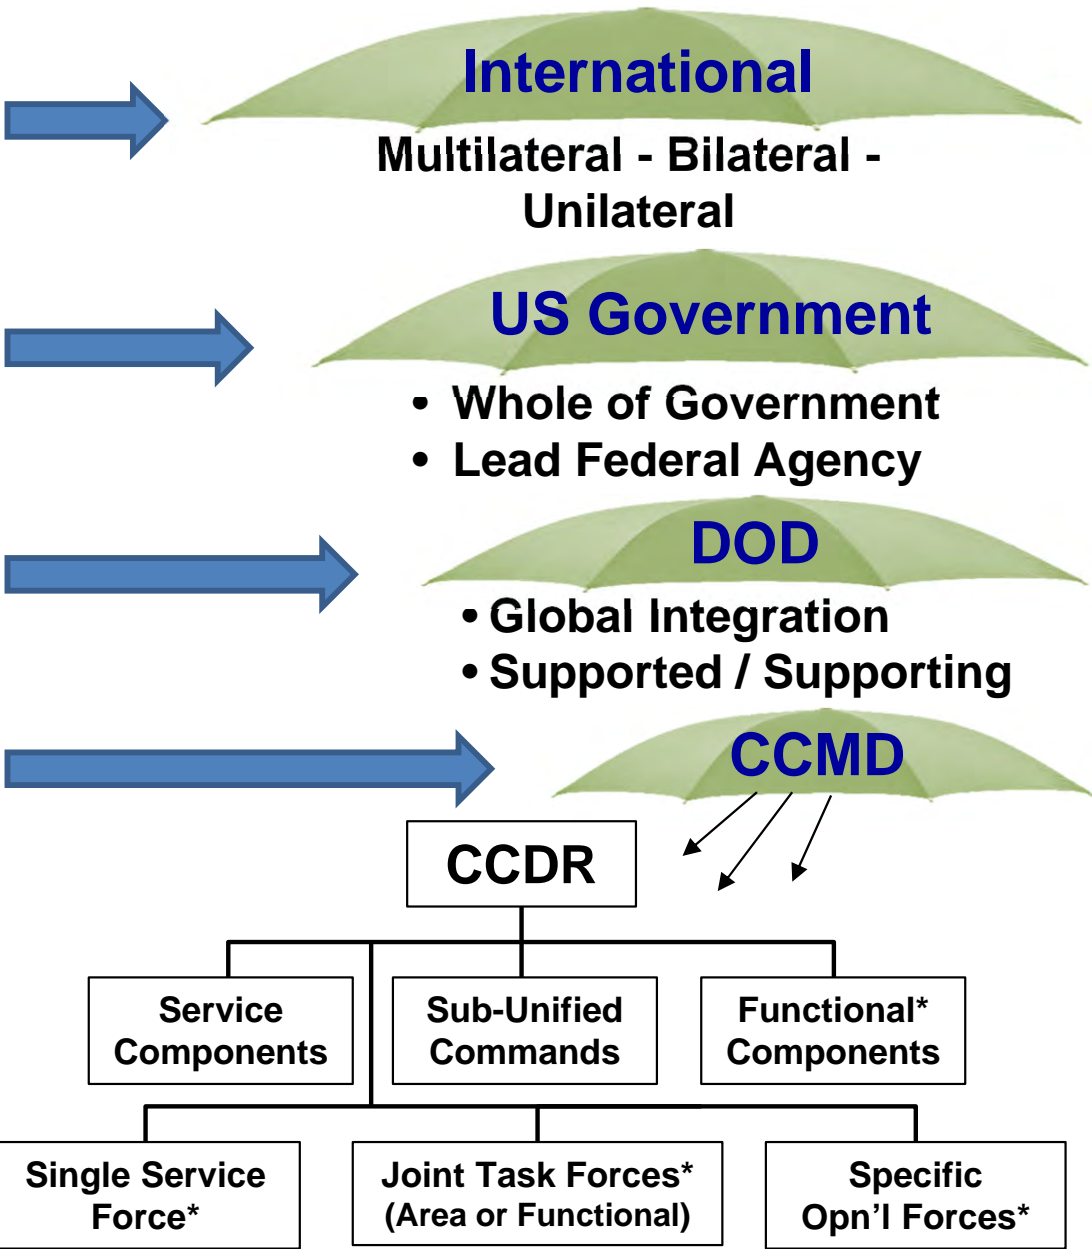 International
Multilateral - Bilateral -
Unilateral
US Government
• Whole of Government
• Lead Federal Agency
DOD
• Global Integration
• Supported / Supporting
CCMD
CCDR
Service
Components
Sub-Unified
Commands
Functional*
Components
Single Service
Force*
Joint Task Forces*
(Area or Functional)
Specific
Opn'l Forces*